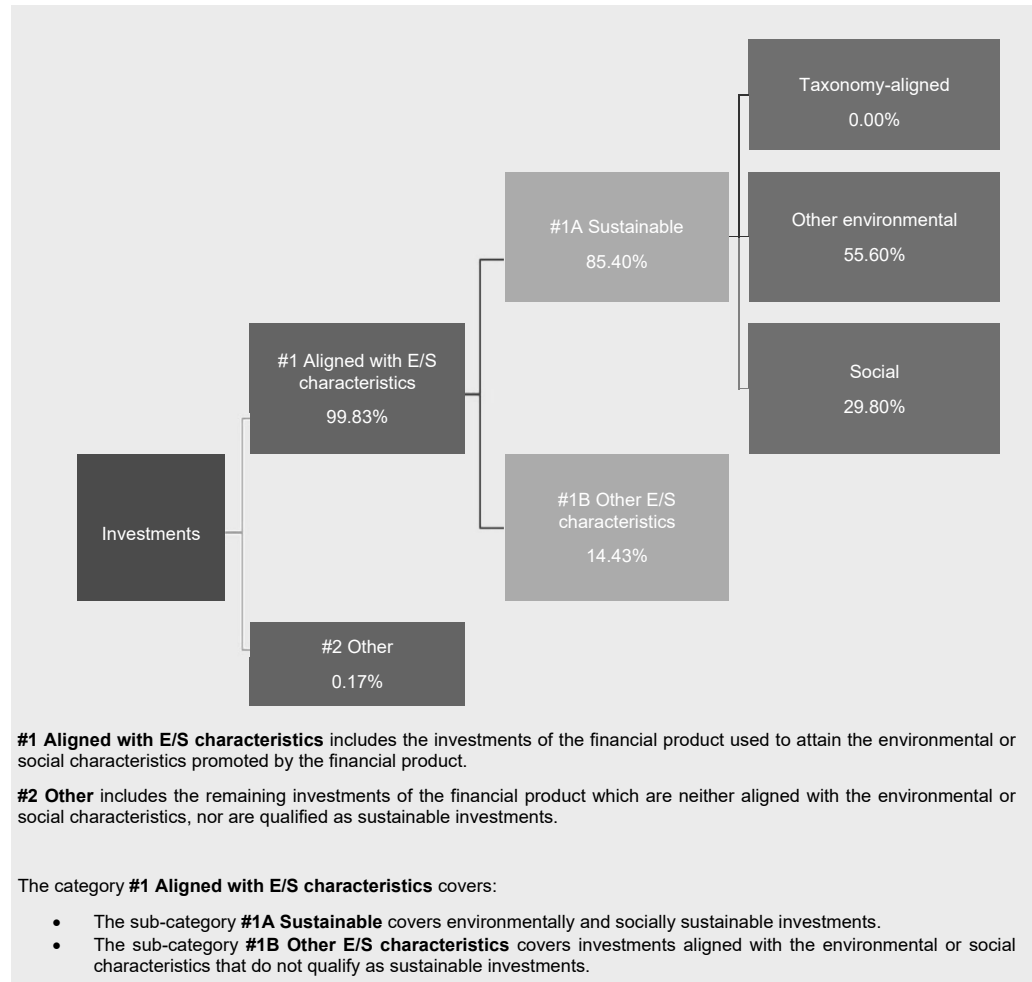 Taxonomy-aligned
0.00%
#1A Sustainable
85.40%
Other environmental
55.60%
#1 Aligned with E/S
characteristics
99.83%
Social
29.80%
Investments
#1B Other E/S
characteristics
14.43%
#2 Other
0.17%
#1 Aligned with E/S characteristics includes the investments of the financial product used to attain the environmental or
social characteristics promoted by the financial product.
#2 Other includes the remaining investments of the financial product which are neither aligned with the environmental or
social characteristics, nor are qualified as sustainable investments.
The category #1 Aligned with E/S characteristics covers:
• The sub-category #1A Sustainable covers environmentally and socially sustainable investments.
• The sub-category #1B Other E/S characteristics covers investments aligned with the environmental or social
characteristics that do not qualify as sustainable investments.